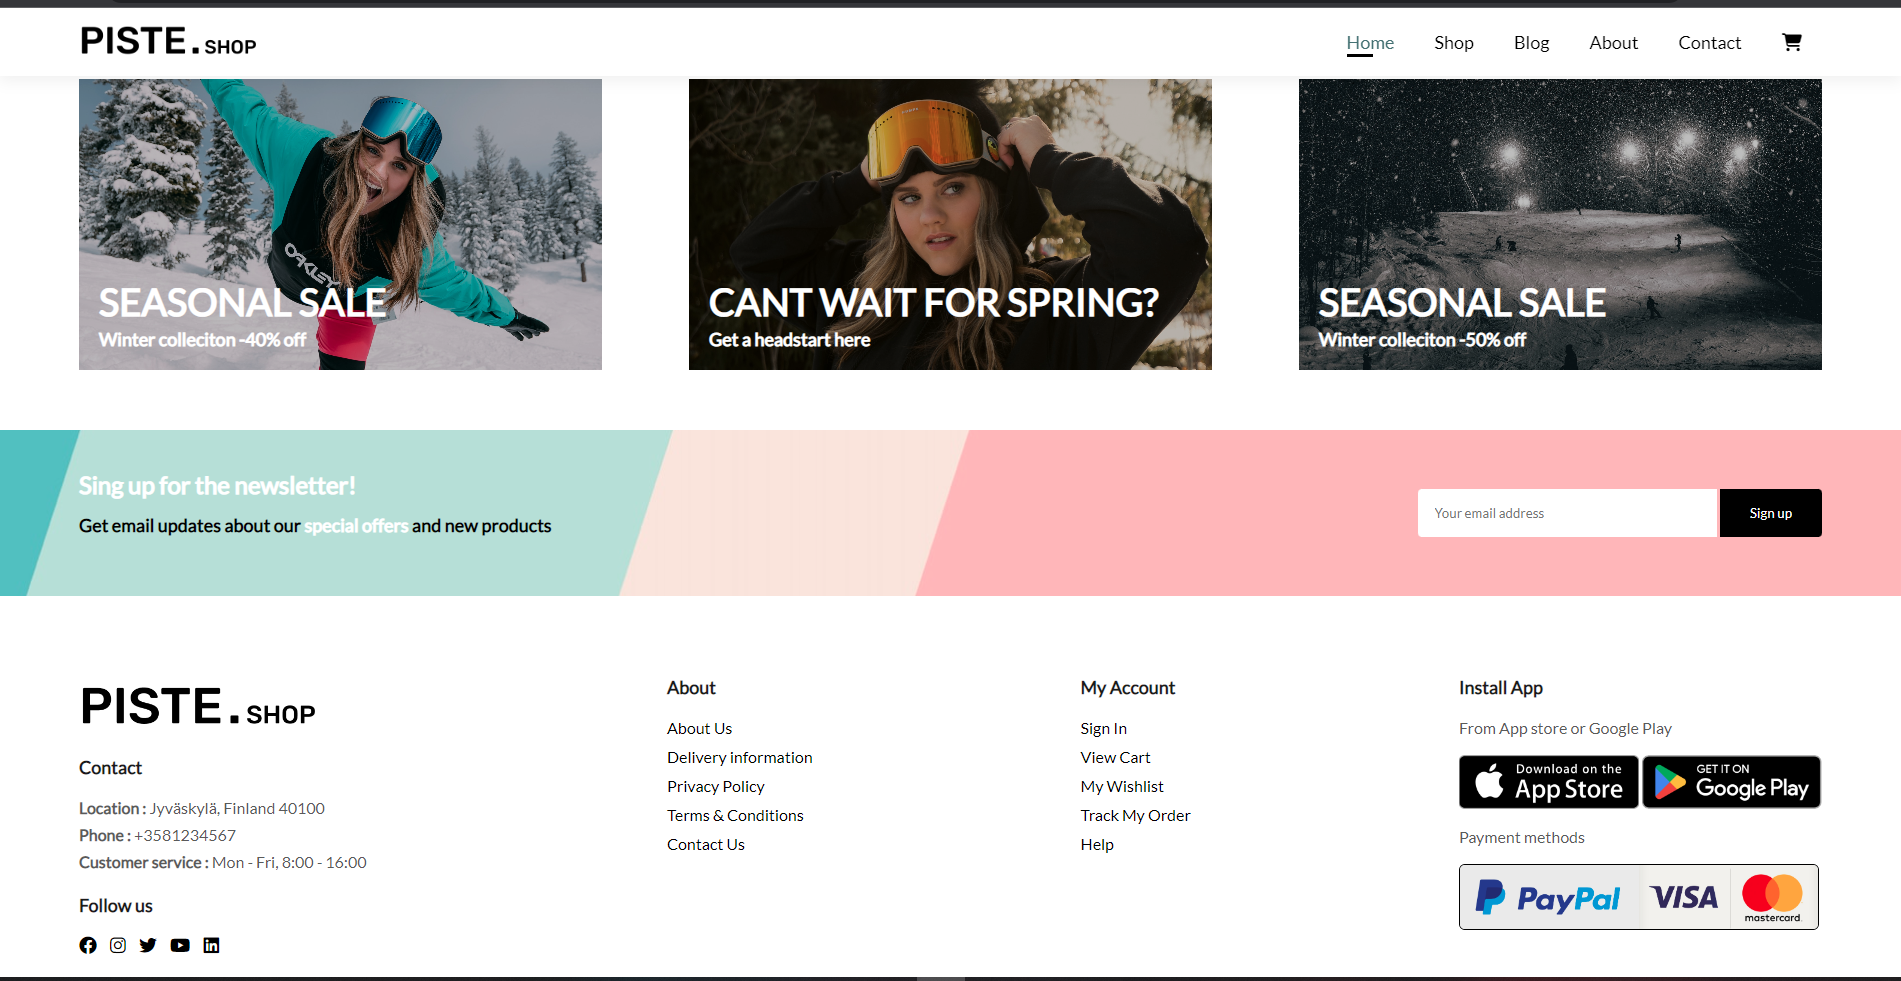 PISTE.SHOP
Home Shop Blog About Contact
OAKLEY
SEASONAL SALE
Winter colleciton -40% off
CANT WAIT FOR SPRING?
Get a headstart here
SEASONAL SALE
Winter colleciton -50% off
Sing up for the newsletter!
Get email updates about our special offers and new products
Your email address
Sign up
PISTE.SHOP
Contact
Location : Jyväskylä, Finland 40100
Phone : +3581234567
Customer service : Mon - Fri, 8:00 - 16:00
Follow us
About
About Us
Delivery information
Privacy Policy
Terms & Conditions
Contact Us
My Account
Sign In
View Cart
My Wishlist
Track My Order
Help
Install App
From App store or Google Play
Download on the
App Store
GET IT ON
Google Play
Payment methods
PayPal
VISA
mastercard.